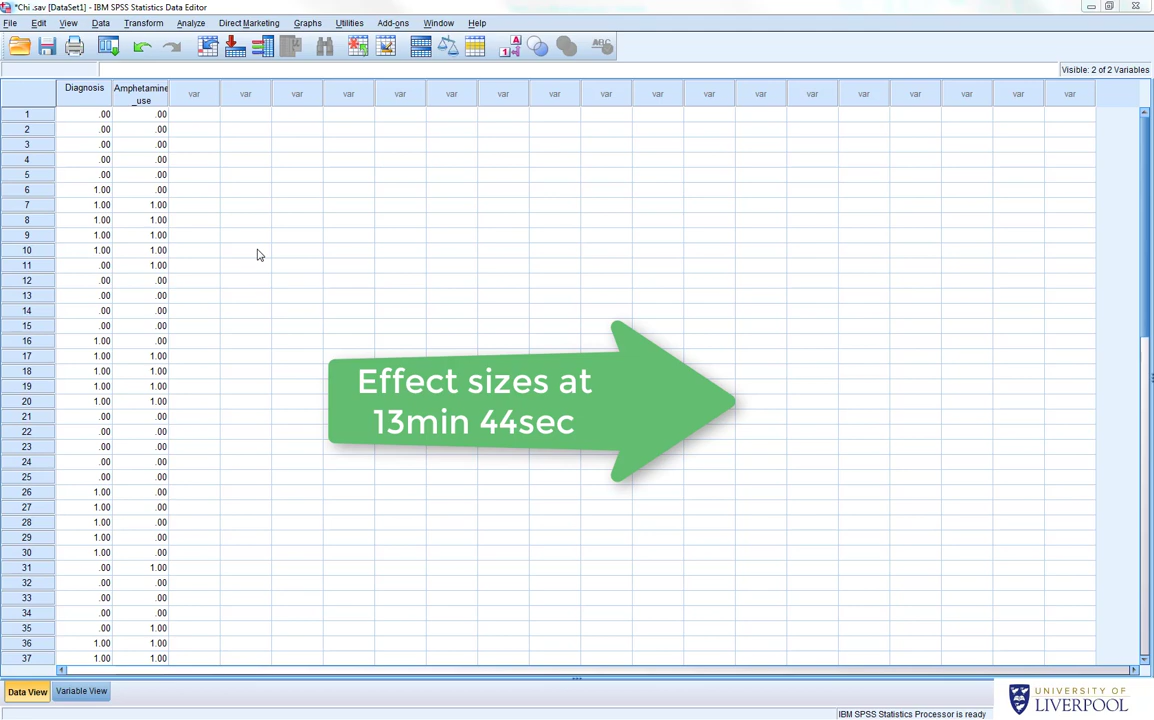 *Chi .sav [DataSet1] - IBM SPSS Statistics Data Editor
File Edit View Data Transform Analyze Direct Marketing Graphs Utilities Add-ons Window Help
Visible: 2 of 2 Variables
Diagnosis Amphetamine_use var var var var var var var var var var var var var var var var var var
1 .00 .00
2 .00 .00
3 .00 .00
4 .00 .00
5 .00 .00
6 1.00 .00
7 1.00 1.00
8 1.00 1.00
9 1.00 1.00
10 1.00 1.00
11 .00 1.00
12 .00 .00
13 .00 .00
14 .00 .00
15 .00 .00
16 1.00 .00
17 1.00 1.00
18 1.00 1.00
19 1.00 1.00
20 1.00 1.00
21 .00 .00
22 .00 .00
23 .00 .00
24 .00 .00
25 .00 .00
26 1.00 .00
27 1.00 .00
28 1.00 .00
29 1.00 .00
30 1.00 .00
31 .00 1.00
32 .00 .00
33 .00 .00
34 .00 .00
35 .00 1.00
36 1.00 1.00
37 1.00 1.00
Effect sizes at
13min 44sec
Data View Variable View
IBM SPSS Statistics Processor is ready
UNIVERSITY OF
LIVERPOOL